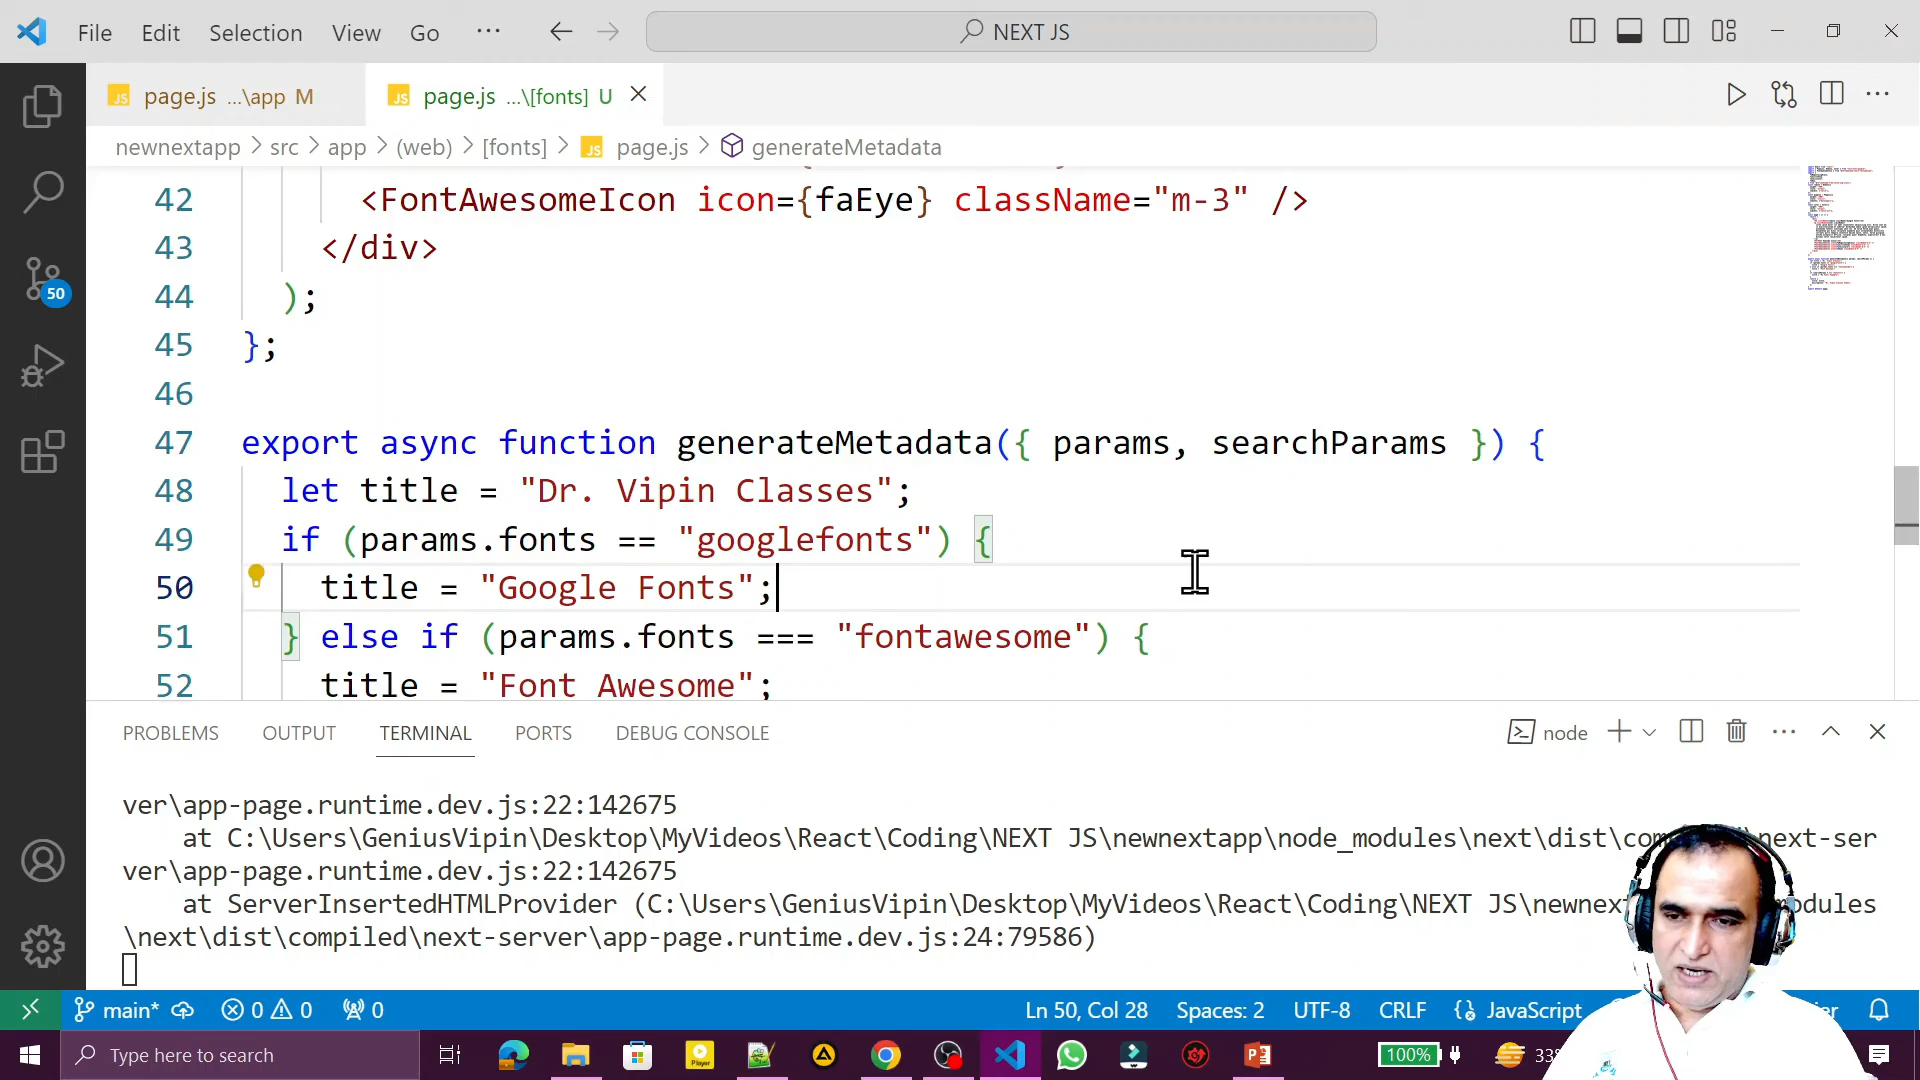 File Edit Selection View Go ··· NEXT JS
JS page.js ...\app M JS page.js ...\[fonts] U
newnextapp > src > app > (web) > [fonts] > JS page.js > generateMetadata
42 <FontAwesomeIcon icon={faEye} className="m-3" />
43 </div>
44 );
45 };
46
47 export async function generateMetadata({ params, searchParams }) {
48 let title = "Dr. Vipin Classes";
49 if (params.fonts == "googlefonts") {
50 title = "Google Fonts";
51 } else if (params.fonts === "fontawesome") {
52 title = "Font Awesome";
50
PROBLEMS OUTPUT TERMINAL PORTS DEBUG CONSOLE node
ver\app-page.runtime.dev.js:22:142675
at C:\Users\GeniusVipin\Desktop\MyVideos\React\Coding\NEXT JS\newnextapp\node_modules\next\dist\com next-ser
ver\app-page.runtime.dev.js:22:142675
at ServerInsertedHTMLProvider (C:\Users\GeniusVipin\Desktop\MyVideos\React\Coding\NEXT JS\newnex odules
\next\dist\compiled\next-server\app-page.runtime.dev.js:24:79586)
main* 0 0 0 Ln 50, Col 28 Spaces: 2 UTF-8 CRLF JavaScript
Type here to search Player 100% 33°